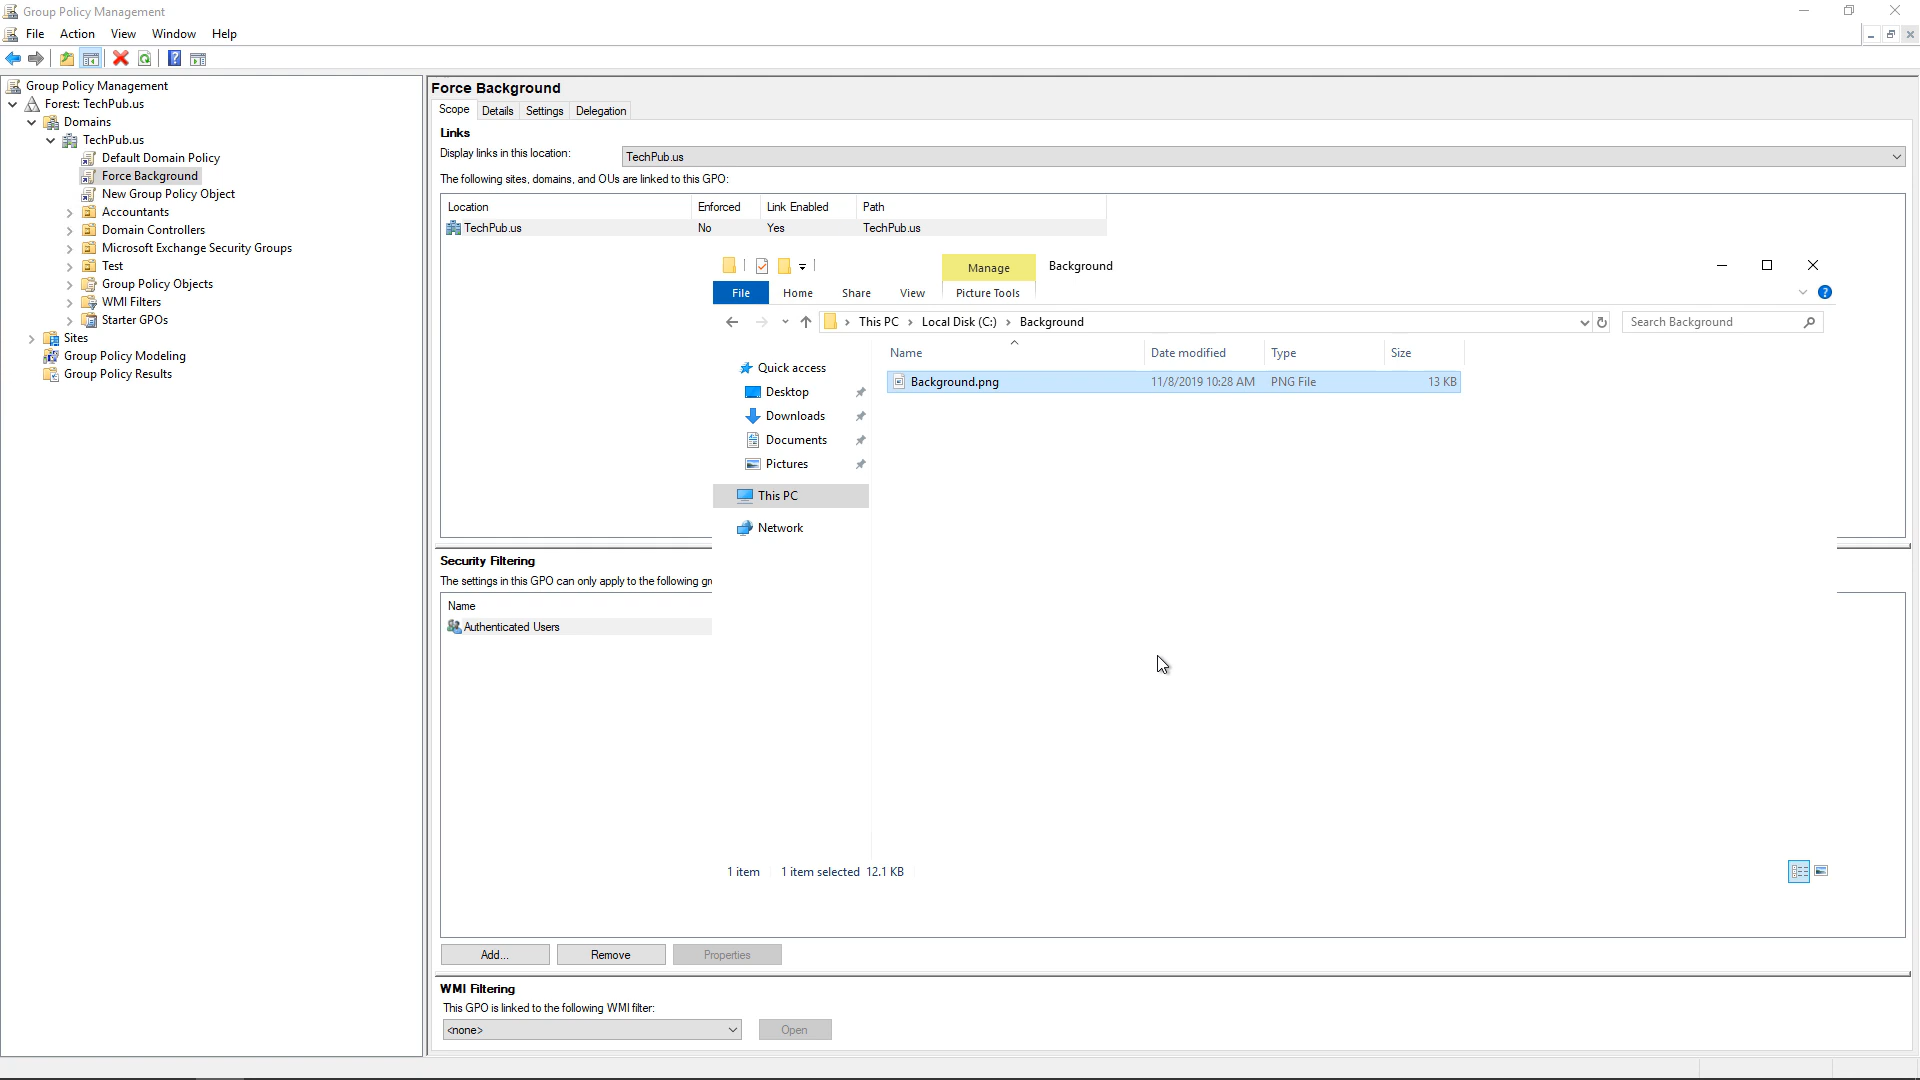 Group Policy Management
File Action View Window Help
Group Policy Management
Forest: TechPub.us
Domains
TechPub.us
Default Domain Policy
Force Background
New Group Policy Object
Accountants
Domain Controllers
Microsoft Exchange Security Groups
Test
Group Policy Objects
WMI Filters
Starter GPOs
Sites
Group Policy Modeling
Group Policy Results
Force Background
Scope Details Settings Delegation
Links
Display links in this location: TechPub.us
The following sites, domains, and OUs are linked to this GPO:
Location Enforced Link Enabled Path
TechPub.us No Yes TechPub.us
Manage Background
File Home Share View Picture Tools
This PC Local Disk (C:) Background Search Background
Name Date modified Type Size
Background.png 11/8/2019 10:28 AM PNG File 13 KB
Quick access
Desktop
Downloads
Documents
Pictures
This PC
Network
1 item 1 item selected 12.1 KB
Security Filtering
The settings in this GPO can only apply to the following
Name
Authenticated Users
Add... Remove Properties
WMI Filtering
This GPO is linked to the following WMI filter:
<none> Open